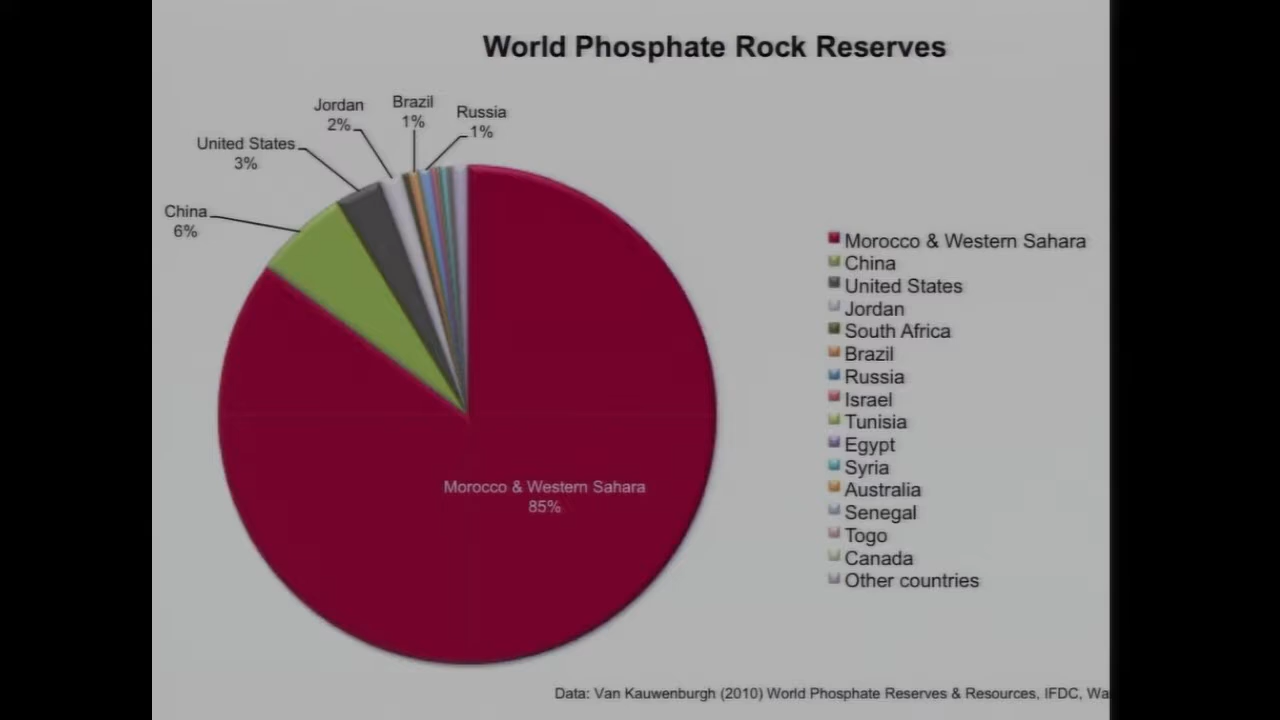 World Phosphate Rock Reserves
Jordan
2%
Brazil
1%
Russia
1%
United States
3%
China
6%
Morocco & Western Sahara
85%
Morocco & Western Sahara
China
United States
Jordan
South Africa
Brazil
Russia
Israel
Tunisia
Egypt
Syria
Australia
Senegal
Togo
Canada
Other countries
Data: Van Kauwenburgh (2010) World Phosphate Reserves & Resources, IFDC, Wa